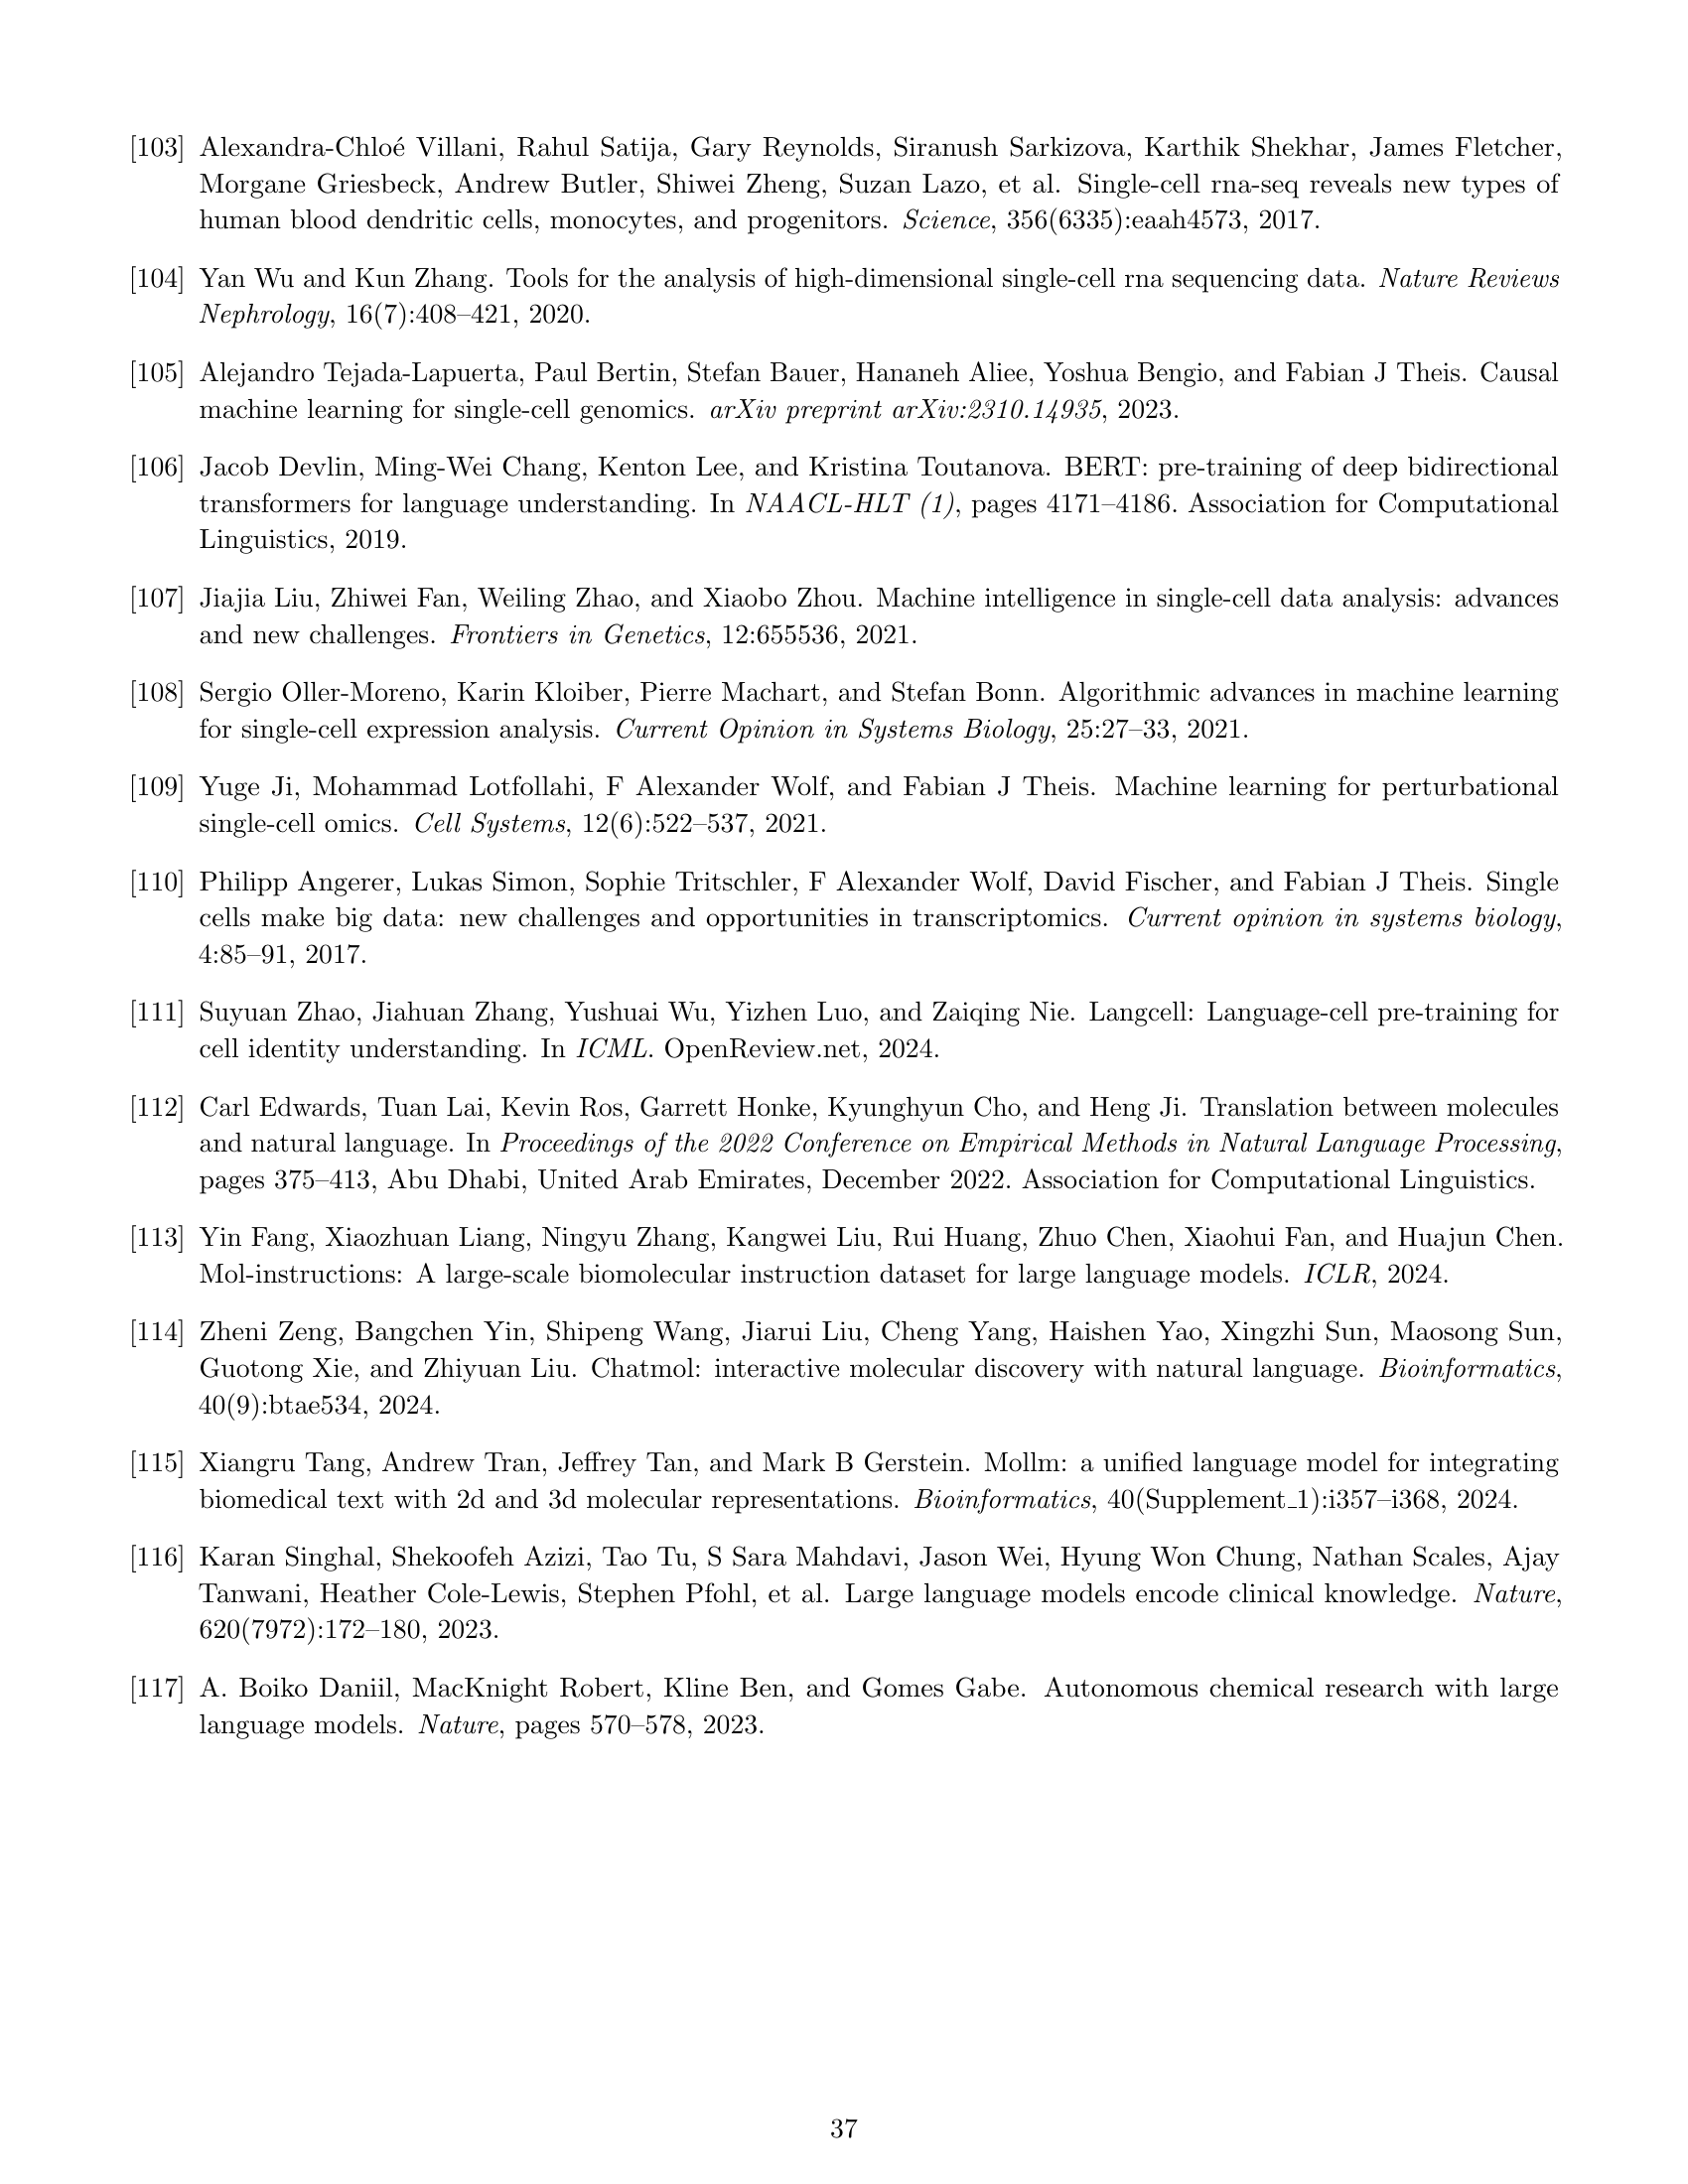 [103] Alexandra-Chloé Villani, Rahul Satija, Gary Reynolds, Siranush Sarkizova, Karthik Shekhar, James Fletcher,
Morgane Griesbeck, Andrew Butler, Shiwei Zheng, Suzan Lazo, et al. Single-cell rna-seq reveals new types of
human blood dendritic cells, monocytes, and progenitors. Science, 356(6335):eaah4573, 2017.
[104] Yan Wu and Kun Zhang. Tools for the analysis of high-dimensional single-cell rna sequencing data. Nature Reviews
Nephrology, 16(7):408–421, 2020.
[105] Alejandro Tejada-Lapuerta, Paul Bertin, Stefan Bauer, Hananeh Aliee, Yoshua Bengio, and Fabian J Theis. Causal
machine learning for single-cell genomics. arXiv preprint arXiv:2310.14935, 2023.
[106] Jacob Devlin, Ming-Wei Chang, Kenton Lee, and Kristina Toutanova. BERT: pre-training of deep bidirectional
transformers for language understanding. In NAACL-HLT (1), pages 4171–4186. Association for Computational
Linguistics, 2019.
[107] Jiajia Liu, Zhiwei Fan, Weiling Zhao, and Xiaobo Zhou. Machine intelligence in single-cell data analysis: advances
and new challenges. Frontiers in Genetics, 12:655536, 2021.
[108] Sergio Oller-Moreno, Karin Kloiber, Pierre Machart, and Stefan Bonn. Algorithmic advances in machine learning
for single-cell expression analysis. Current Opinion in Systems Biology, 25:27–33, 2021.
[109] Yuge Ji, Mohammad Lotfollahi, F Alexander Wolf, and Fabian J Theis. Machine learning for perturbational
single-cell omics. Cell Systems, 12(6):522–537, 2021.
[110] Philipp Angerer, Lukas Simon, Sophie Tritschler, F Alexander Wolf, David Fischer, and Fabian J Theis. Single
cells make big data: new challenges and opportunities in transcriptomics. Current opinion in systems biology,
4:85–91, 2017.
[111] Suyuan Zhao, Jiahuan Zhang, Yushuai Wu, Yizhen Luo, and Zaiqing Nie. Langcell: Language-cell pre-training for
cell identity understanding. In ICML. OpenReview.net, 2024.
[112] Carl Edwards, Tuan Lai, Kevin Ros, Garrett Honke, Kyunghyun Cho, and Heng Ji. Translation between molecules
and natural language. In Proceedings of the 2022 Conference on Empirical Methods in Natural Language Processing,
pages 375–413, Abu Dhabi, United Arab Emirates, December 2022. Association for Computational Linguistics.
[113] Yin Fang, Xiaozhuan Liang, Ningyu Zhang, Kangwei Liu, Rui Huang, Zhuo Chen, Xiaohui Fan, and Huajun Chen.
Mol-instructions: A large-scale biomolecular instruction dataset for large language models. ICLR, 2024.
[114] Zheni Zeng, Bangchen Yin, Shipeng Wang, Jiarui Liu, Cheng Yang, Haishen Yao, Xingzhi Sun, Maosong Sun,
Guotong Xie, and Zhiyuan Liu. Chatmol: interactive molecular discovery with natural language. Bioinformatics,
40(9):btae534, 2024.
[115] Xiangru Tang, Andrew Tran, Jeffrey Tan, and Mark B Gerstein. Mollm: a unified language model for integrating
biomedical text with 2d and 3d molecular representations. Bioinformatics, 40(Supplement_1):i357–i368, 2024.
[116] Karan Singhal, Shekoofeh Azizi, Tao Tu, S Sara Mahdavi, Jason Wei, Hyung Won Chung, Nathan Scales, Ajay
Tanwani, Heather Cole-Lewis, Stephen Pfohl, et al. Large language models encode clinical knowledge. Nature,
620(7972):172–180, 2023.
[117] A. Boiko Daniil, MacKnight Robert, Kline Ben, and Gomes Gabe. Autonomous chemical research with large
language models. Nature, pages 570–578, 2023.
37